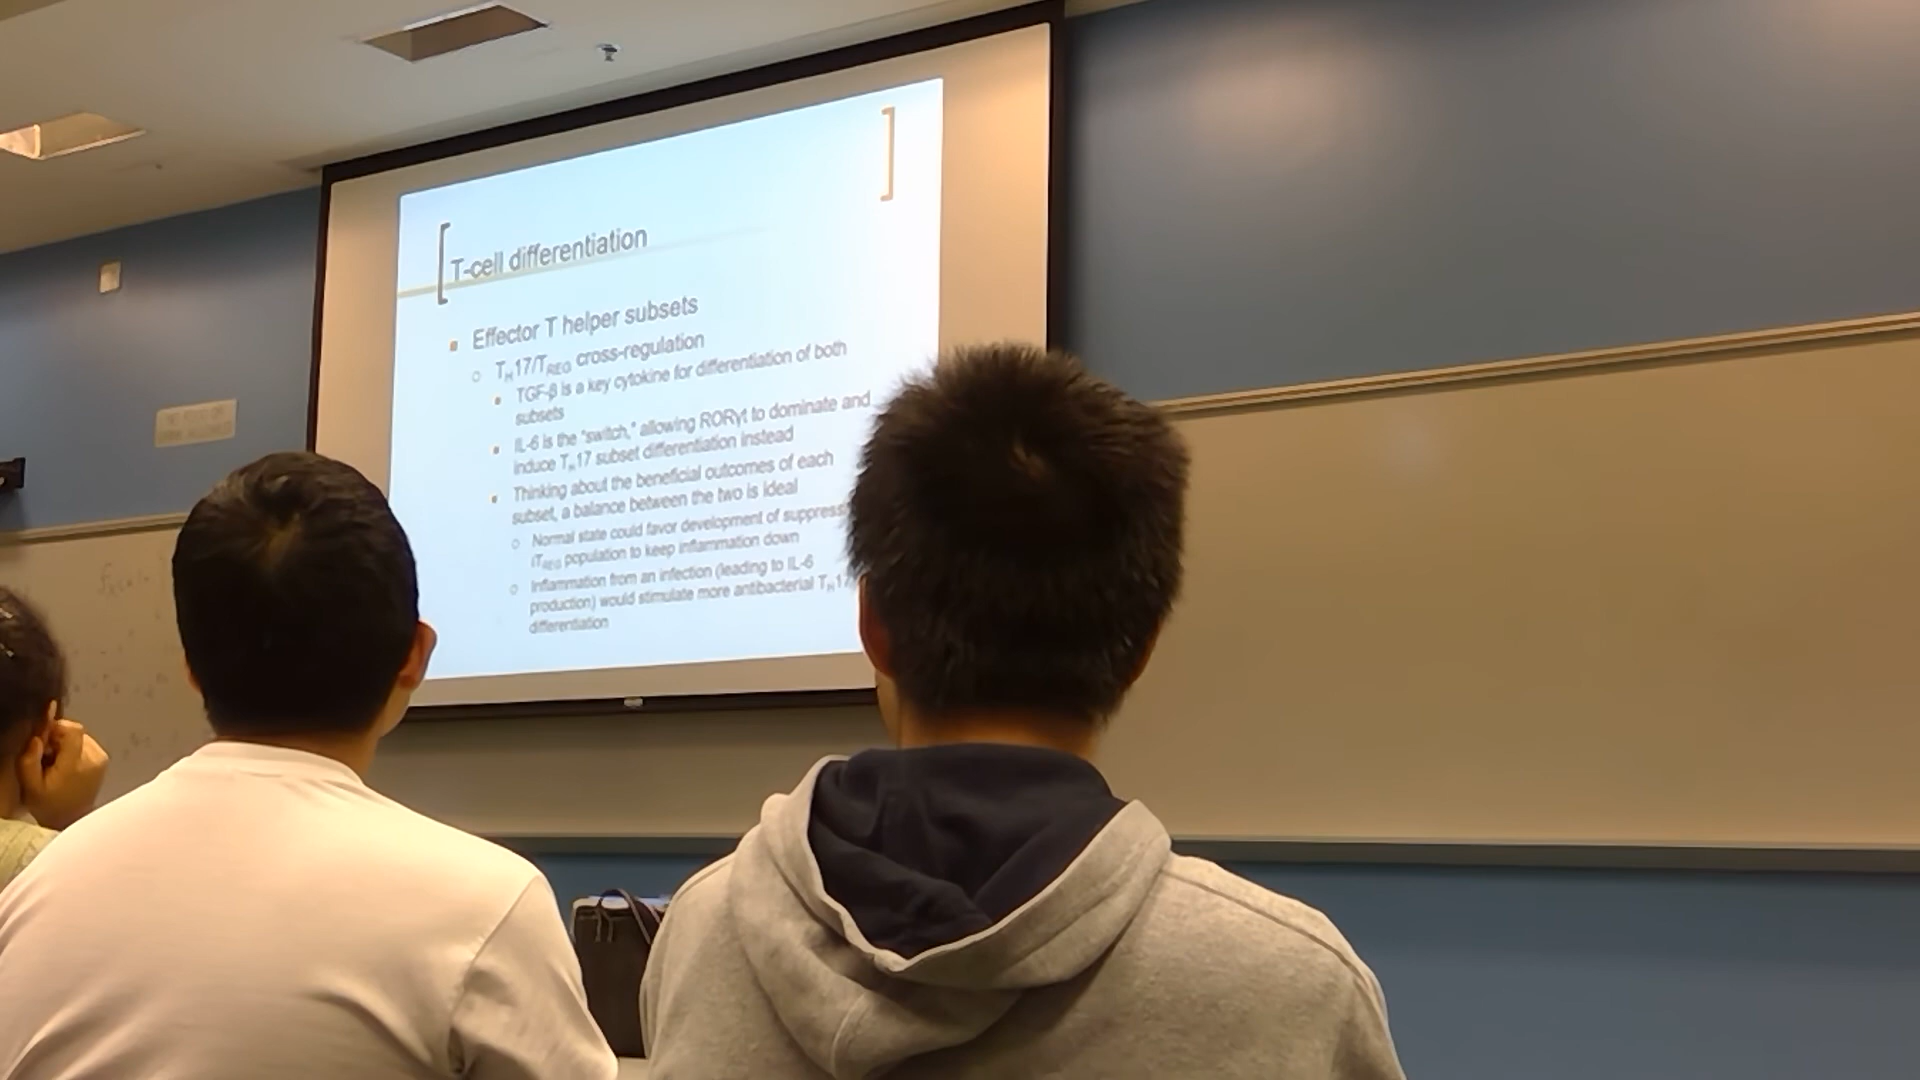 T-cell differentiation
Effector T helper subsets
TH17/TREG cross-regulation
TGF-β is a key cytokine for differentiation of both
subsets
IL-6 is the "switch," allowing RORγt to dominate and
induce TH17 subset differentiation instead
Thinking about the beneficial outcomes of each
subset, a balance between the two is ideal
Normal state could favor development of
iTREG population to keep inflammation down
Inflammation from an infection (leading to IL-6
production) would stimulate more antibacterial TH17
differentiation